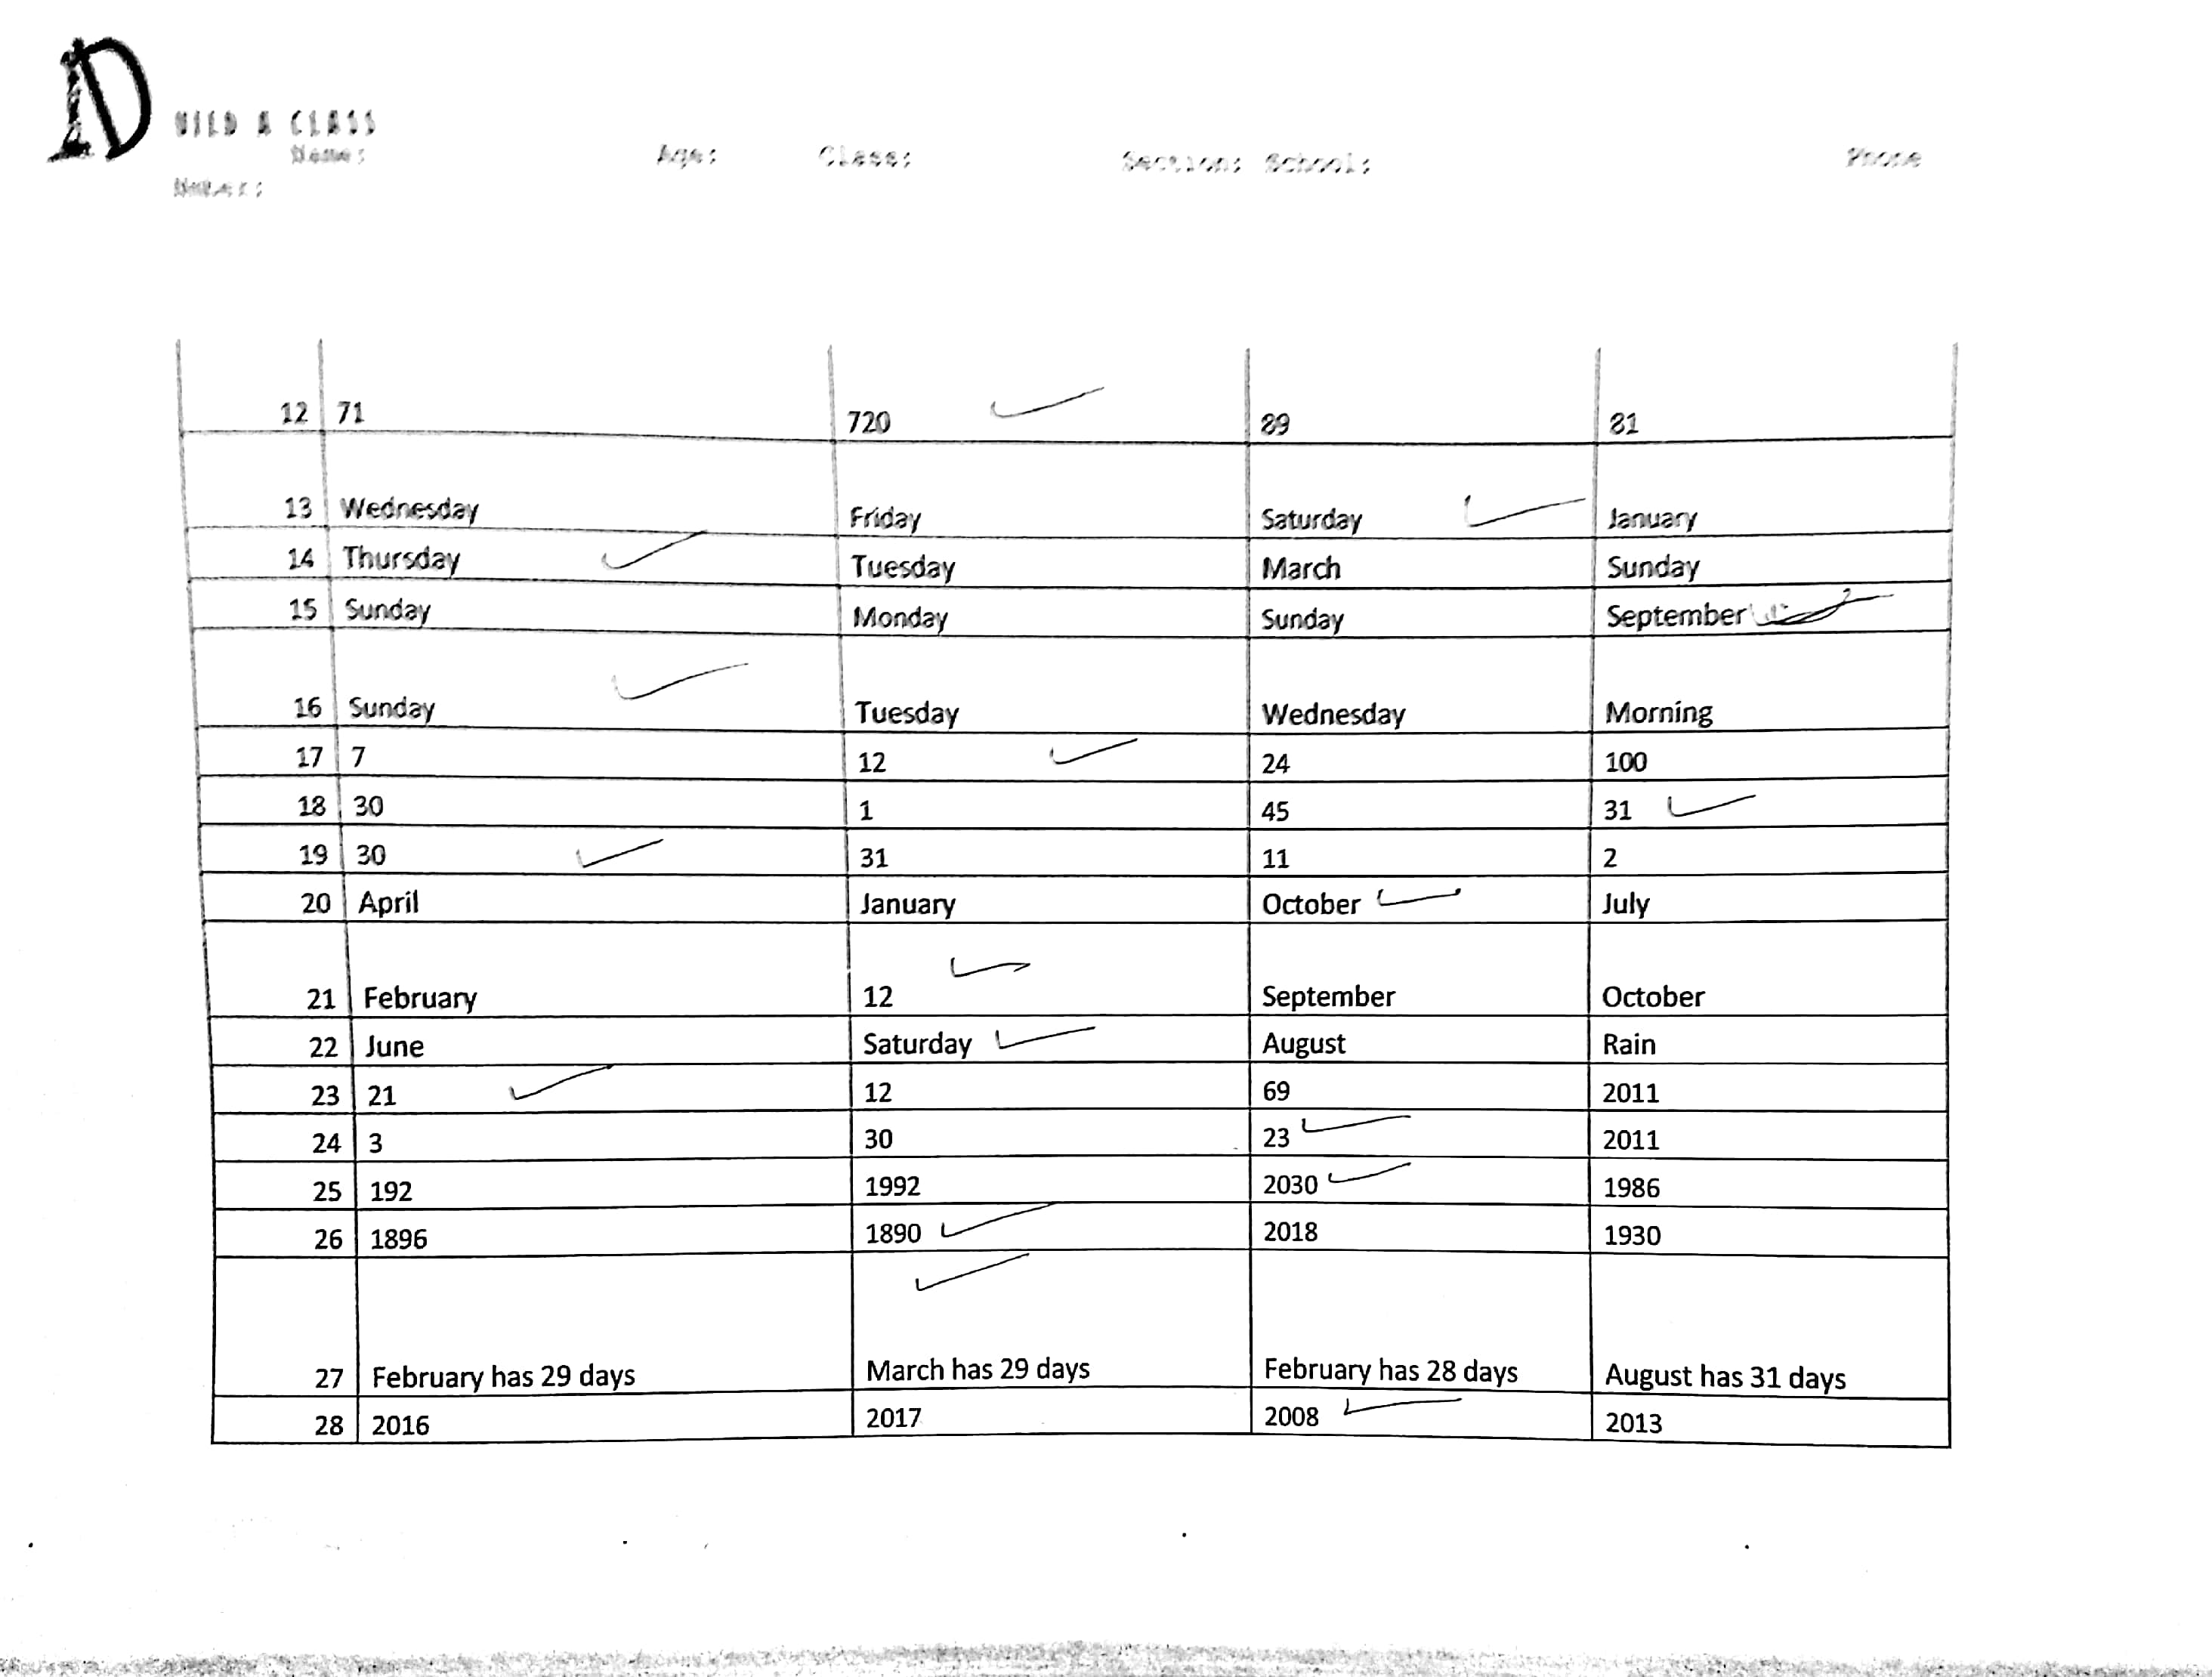 D
UILD A CLASS
Name: Age: Class: Section: School: Phone
Number:
12 71 720 89 81
13 Wednesday Friday Saturday January
14 Thursday Tuesday March Sunday
15 Sunday Monday Sunday September
16 Sunday Tuesday Wednesday Morning
17 7 12 24 100
18 30 1 45 31
19 30 31 11 2
20 April January October July
21 February 12 September October
22 June Saturday August Rain
23 21 12 69 2011
24 3 30 23 2011
25 192 1992 2030 1986
26 1896 1890 2018 1930
27 February has 29 days March has 29 days February has 28 days August has 31 days
28 2016 2017 2008 2013